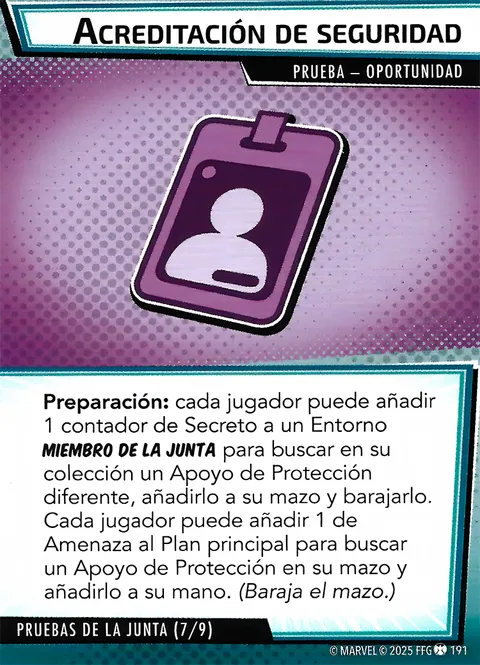 ACREDITACIÓN DE SEGURIDAD
PRUEBA – OPORTUNIDAD
Preparación: cada jugador puede añadir
1 contador de Secreto a un Entorno
MIEMBRO DE LA JUNTA para buscar en su
colección un Apoyo de Protección
diferente, añadirlo a su mazo y barajarlo.
Cada jugador puede añadir 1 de
Amenaza al Plan principal para buscar
un Apoyo de Protección en su mazo y
añadirlo a su mano. (Baraja el mazo.)
PRUEBAS DE LA JUNTA (7/9)
© MARVEL © 2025 FFG 191